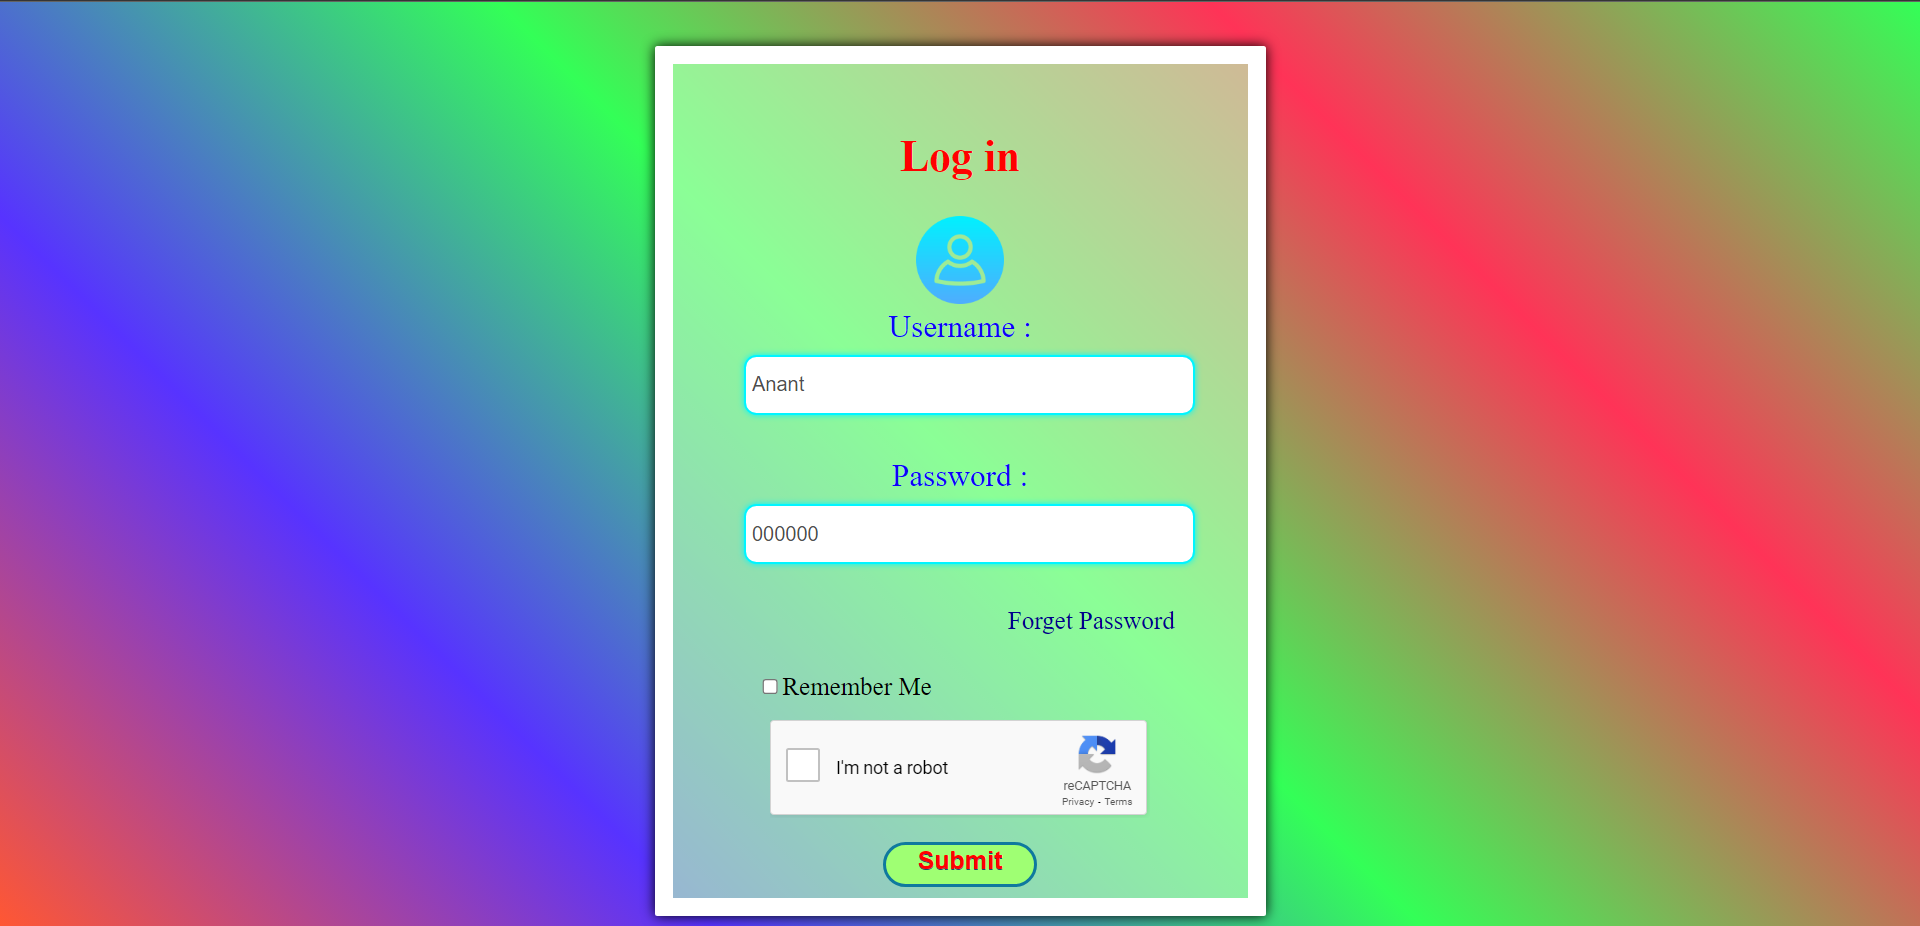 Log in
Username :
Anant
Password :
000000
Forget Password
Remember Me
I'm not a robot
reCAPTCHA
Privacy - Terms
Submit